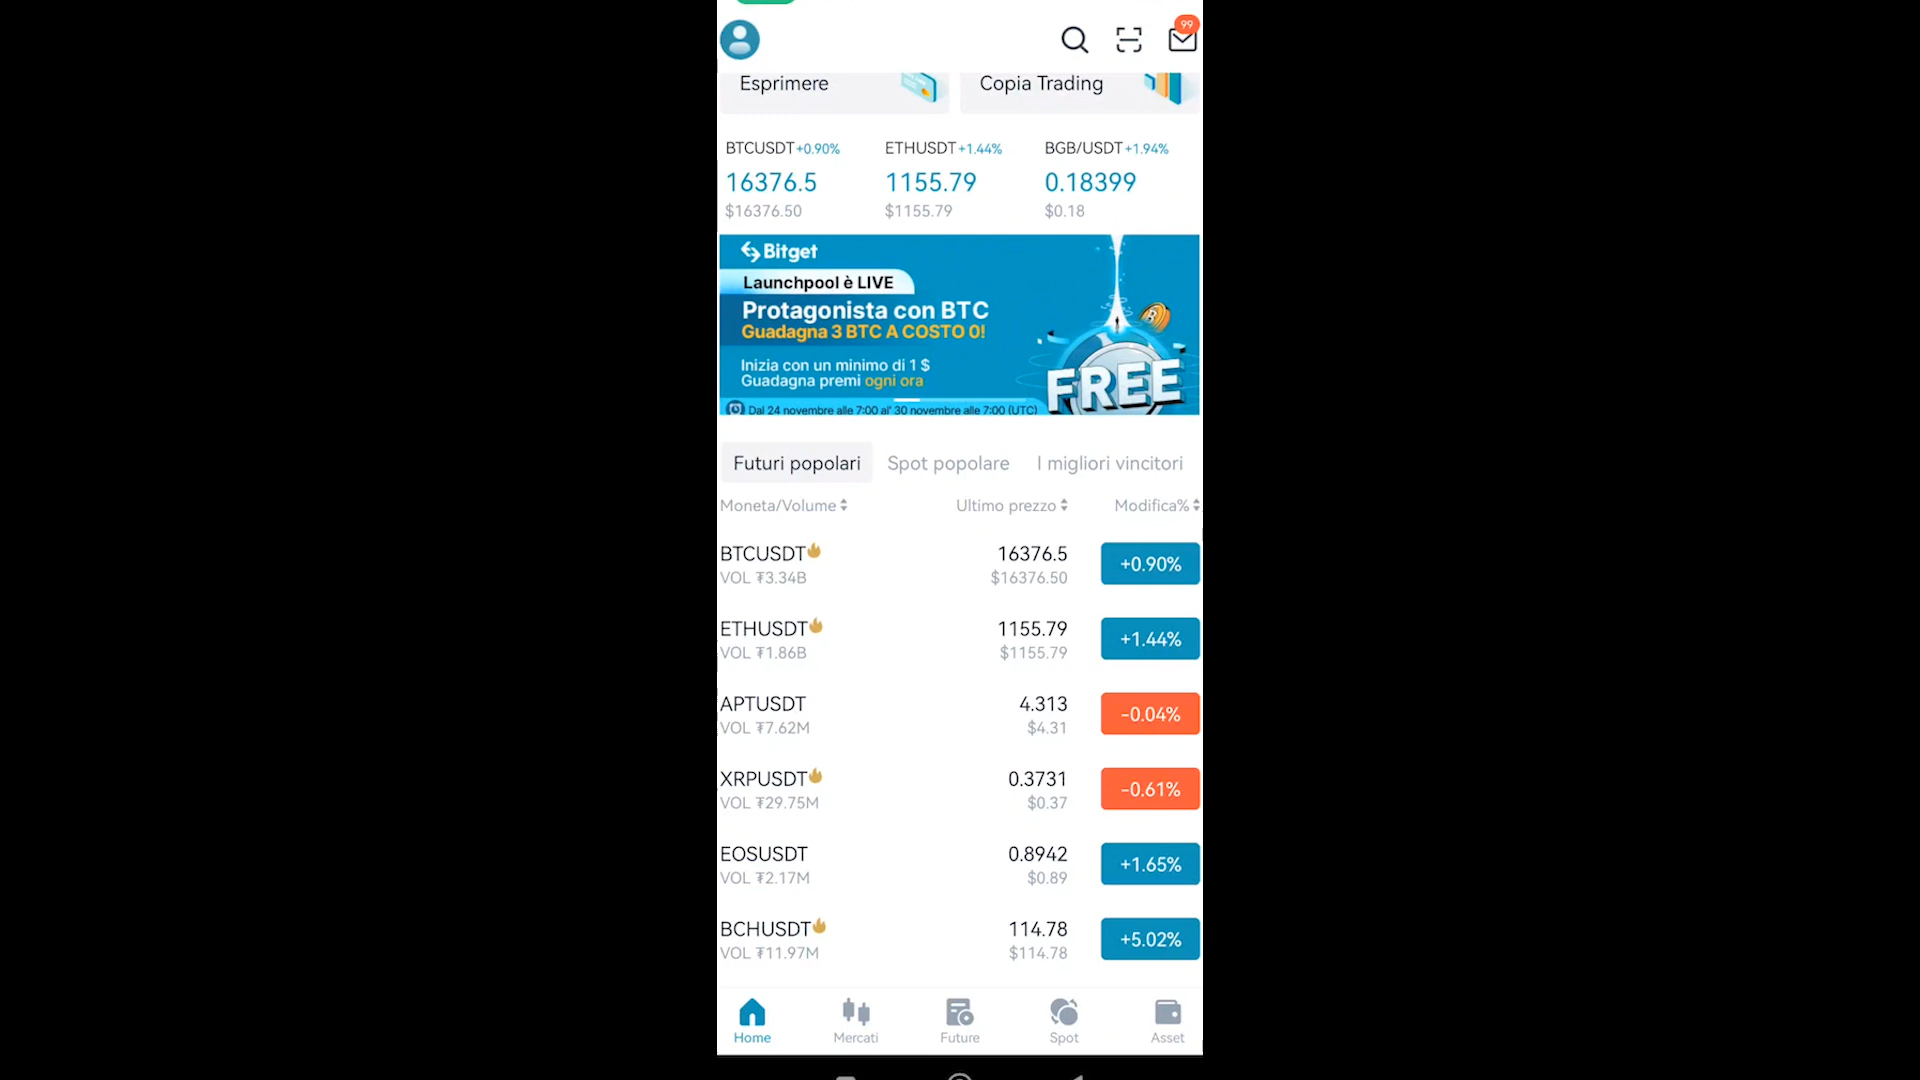 99
Esprimere
Copia Trading
BTCUSDT +0.90%
ETHUSDT +1.44%
BGB/USDT +1.94%
16376.5
1155.79
0.18399
$16376.50
$1155.79
$0.18
Bitget
Launchpool è LIVE
Protagonista con BTC
Guadagna 3 BTC A COSTO 0!
Inizia con un minimo di 1 $
Guadagna premi ogni ora
Dal 24 novembre alle 7:00 al' 30 novembre alle 7:00 (UTC)
FREE
Futuri popolari
Spot popolare
I migliori vincitori
Moneta/Volume
Ultimo prezzo
Modifica%
BTCUSDT
16376.5
+0.90%
VOL ₮3.34B
$16376.50
ETHUSDT
1155.79
+1.44%
VOL ₮1.86B
$1155.79
APTUSDT
4.313
-0.04%
VOL ₮7.62M
$4.31
XRPUSDT
0.3731
-0.61%
VOL ₮29.75M
$0.37
EOSUSDT
0.8942
+1.65%
VOL ₮2.17M
$0.89
BCHUSDT
114.78
+5.02%
VOL ₮11.97M
$114.78
Home
Mercati
Future
Spot
Asset